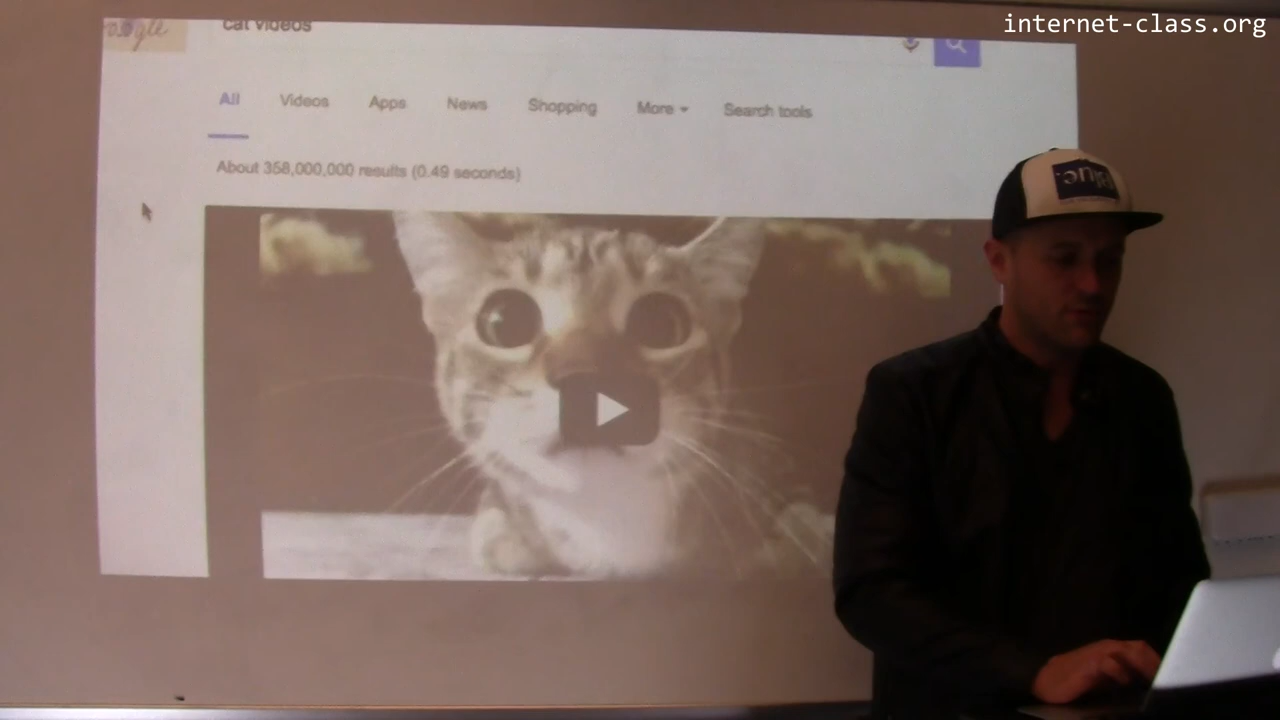 internet-class.org
cat videos
All Videos Apps News Shopping More Search tools
About 358,000,000 results (0.49 seconds)